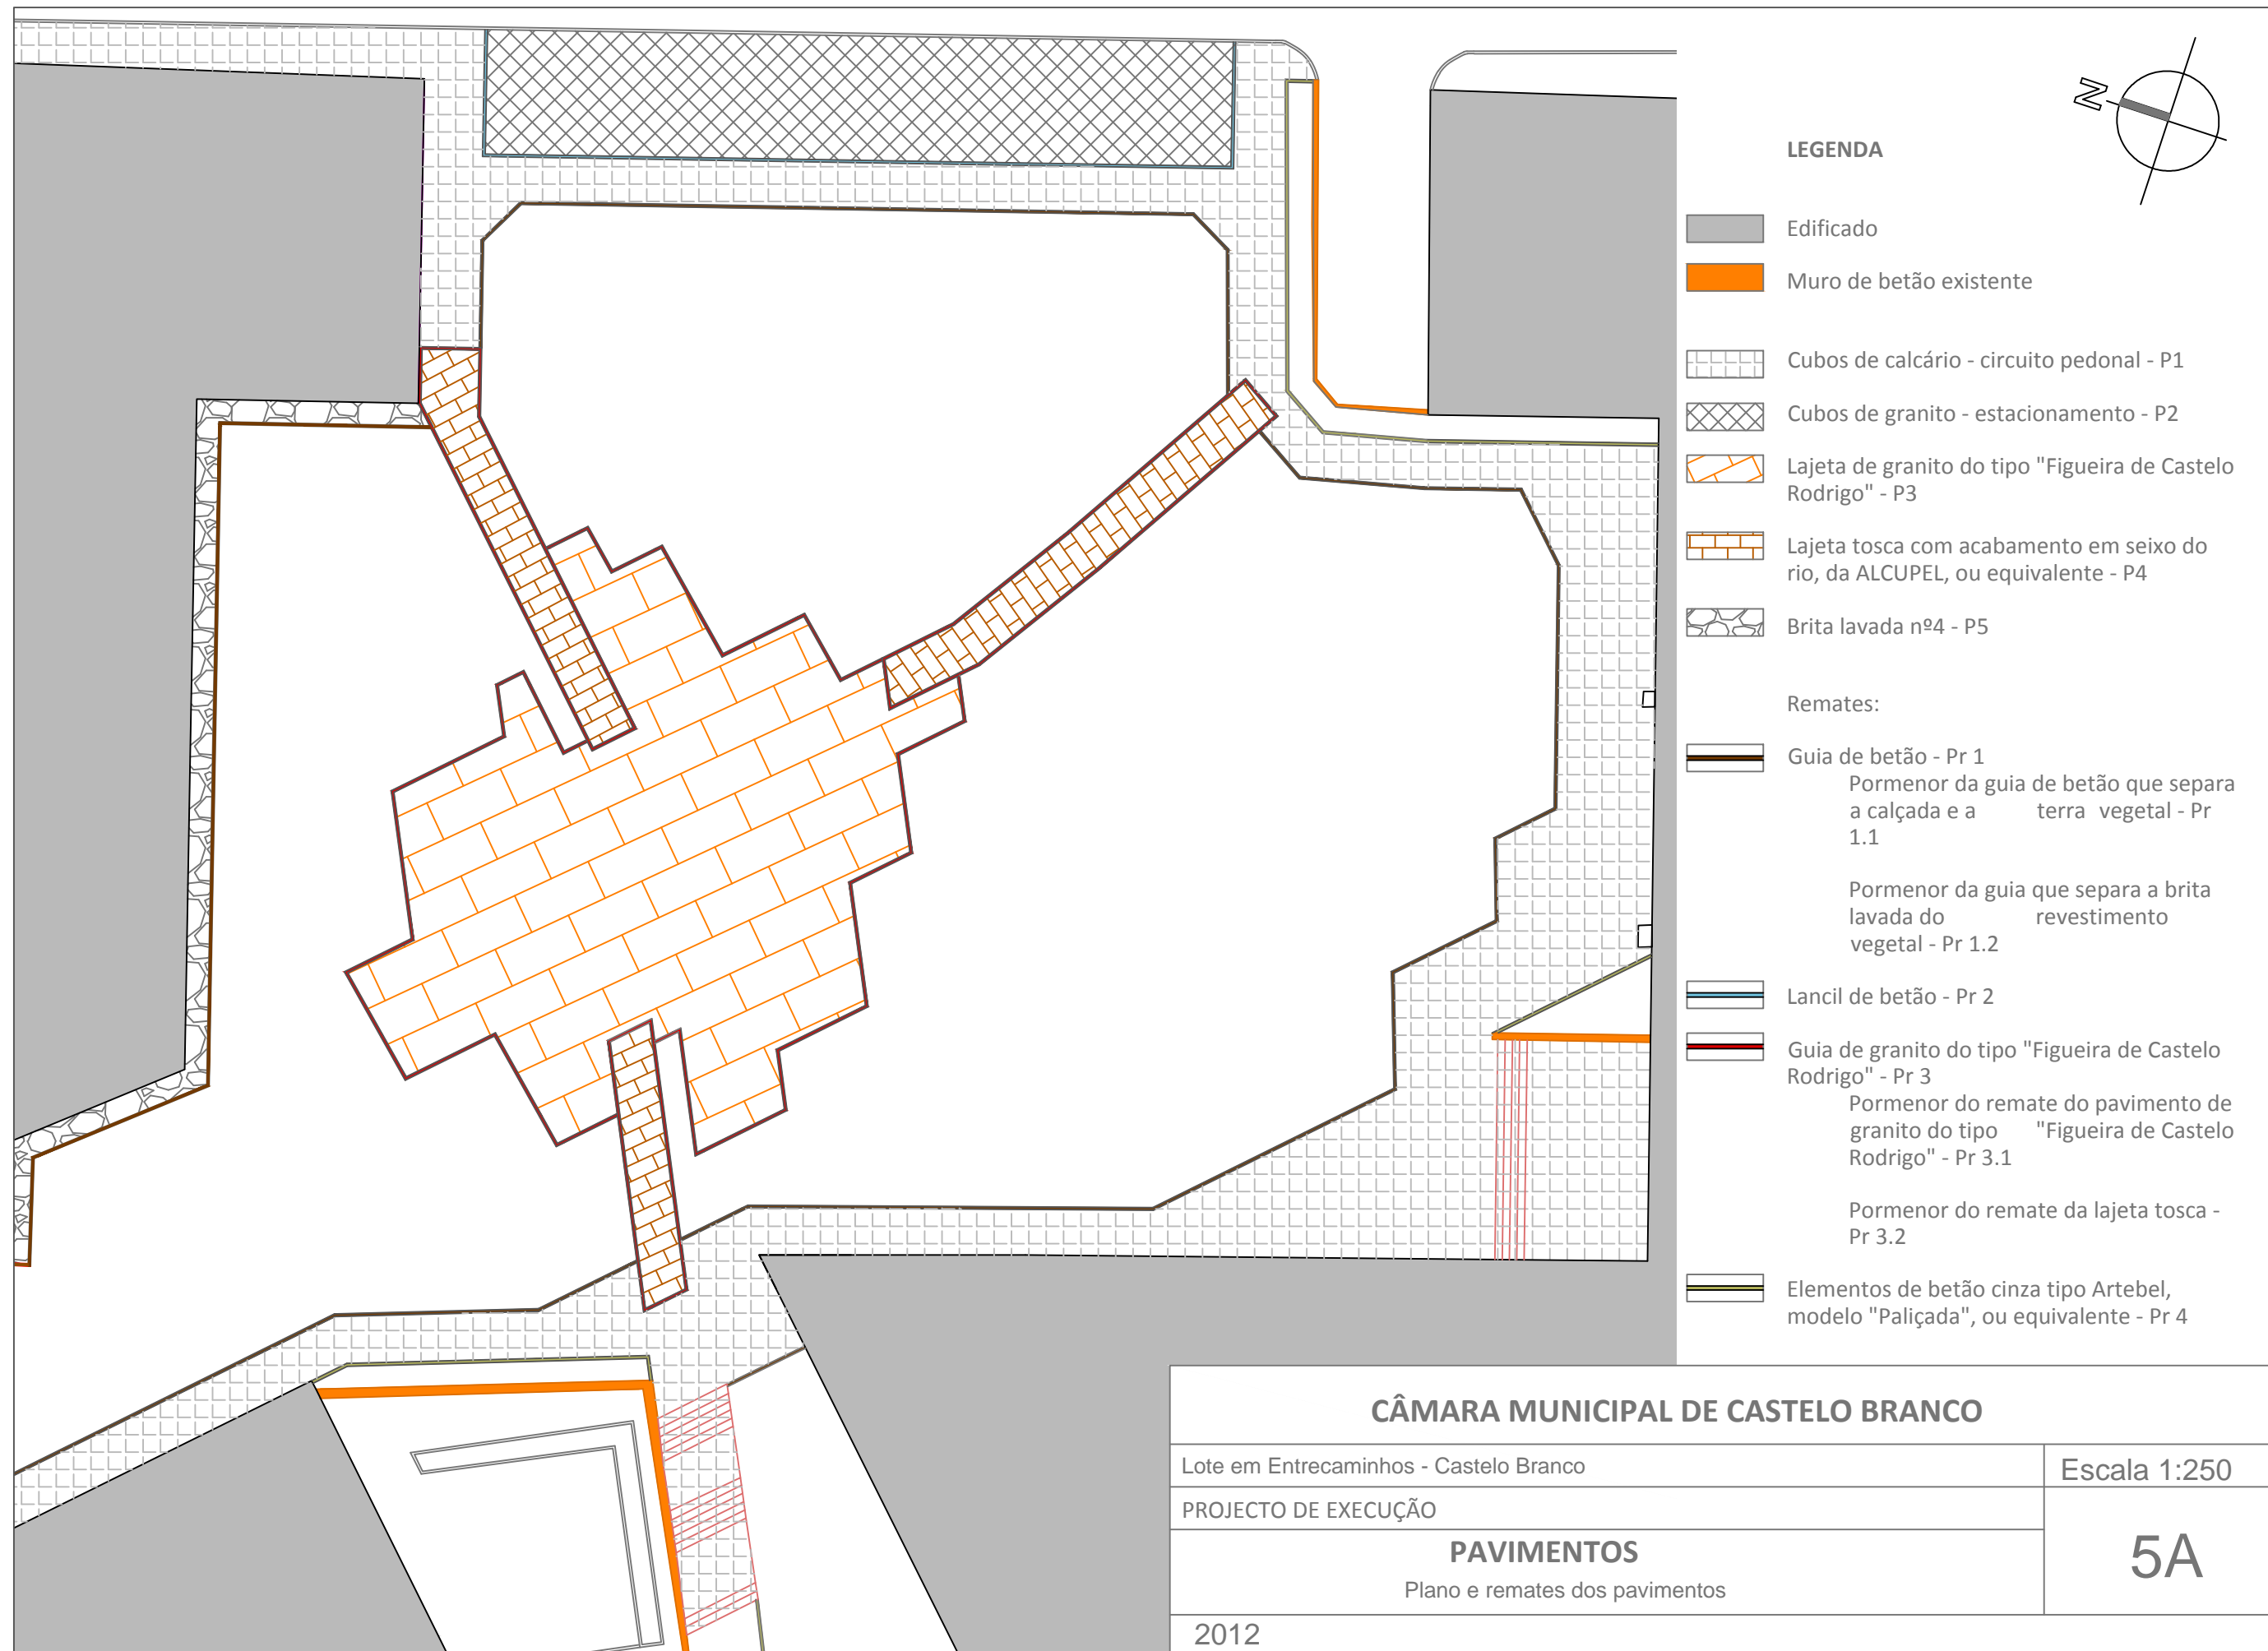 N
LEGENDA
Edificado
Muro de betão existente
Cubos de calcário - circuito pedonal - P1
Cubos de granito - estacionamento - P2
Lajeta de granito do tipo "Figueira de Castelo
Rodrigo" - P3
Lajeta tosca com acabamento em seixo do
rio, da ALCUPEL, ou equivalente - P4
Brita lavada nº4 - P5
Remates:
Guia de betão - Pr 1
Pormenor da guia de betão que separa
a calçada e a terra vegetal - Pr
1.1
Pormenor da guia que separa a brita
lavada do revestimento
vegetal - Pr 1.2
Lancil de betão - Pr 2
Guia de granito do tipo "Figueira de Castelo
Rodrigo" - Pr 3
Pormenor do remate do pavimento de
granito do tipo "Figueira de Castelo
Rodrigo" - Pr 3.1
Pormenor do remate da lajeta tosca -
Pr 3.2
Elementos de betão cinza tipo Artebel,
modelo "Paliçada", ou equivalente - Pr 4
CÂMARA MUNICIPAL DE CASTELO BRANCO
Lote em Entrecaminhos - Castelo Branco
Escala 1:250
PROJECTO DE EXECUÇÃO
PAVIMENTOS
Plano e remates dos pavimentos
5A
2012